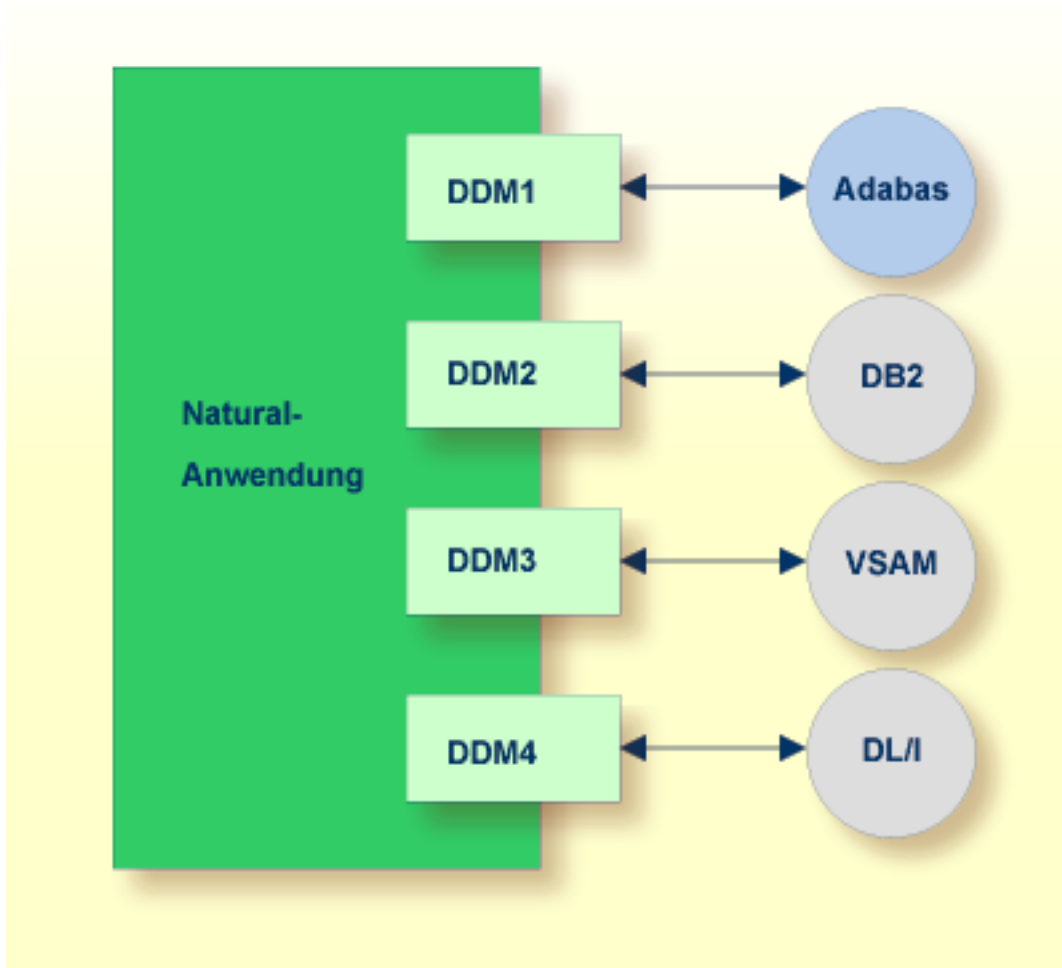 DDM1
Adabas
DDM2
DB2
Natural-
Anwendung
DDM3
VSAM
DDM4
DL/I